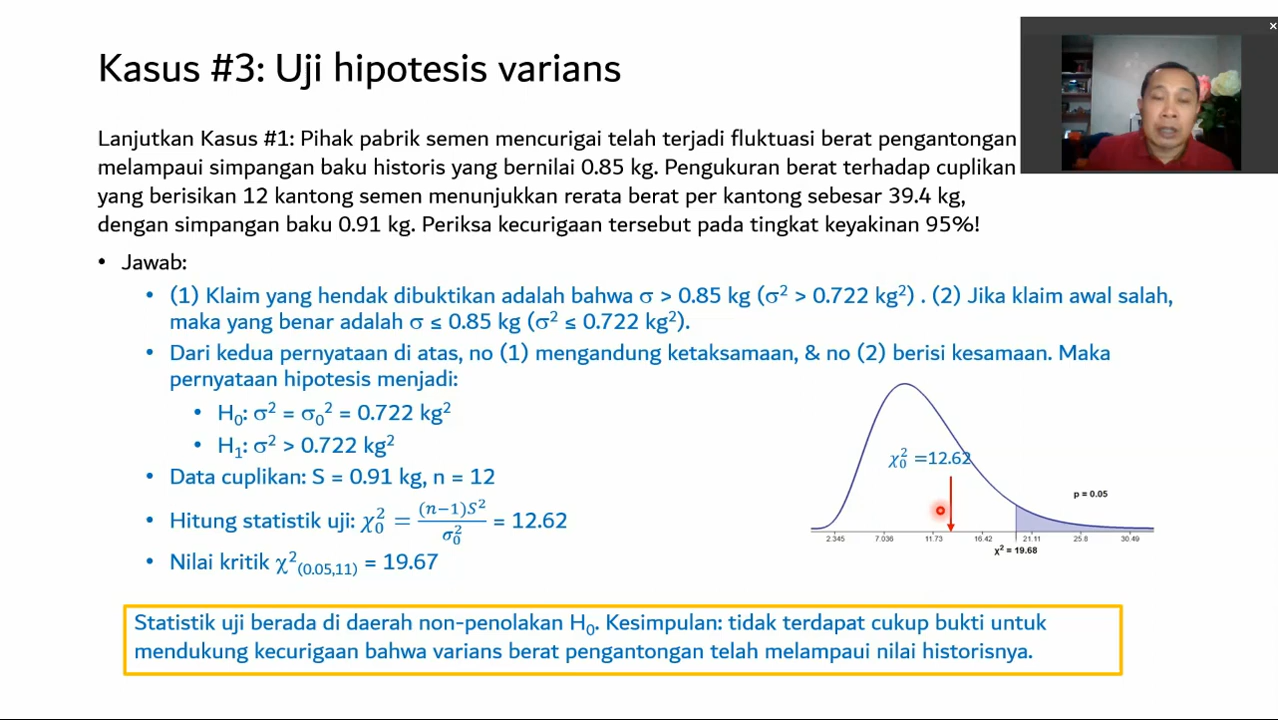 Kasus #3: Uji hipotesis varians
Lanjutkan Kasus #1: Pihak pabrik semen mencurigai telah terjadi fluktuasi berat pengantongan
melampaui simpangan baku historis yang bernilai 0.85 kg. Pengukuran berat terhadap cuplikan
yang berisikan 12 kantong semen menunjukkan rerata berat per kantong sebesar 39.4 kg,
dengan simpangan baku 0.91 kg. Periksa kecurigaan tersebut pada tingkat keyakinan 95%!
• Jawab:
• (1) Klaim yang hendak dibuktikan adalah bahwa σ > 0.85 kg (σ² > 0.722 kg²) . (2) Jika klaim awal salah,
maka yang benar adalah σ ≤ 0.85 kg (σ² ≤ 0.722 kg²).
• Dari kedua pernyataan di atas, no (1) mengandung ketaksamaan, & no (2) berisi kesamaan. Maka
pernyataan hipotesis menjadi:
• H₀: σ² = σ₀² = 0.722 kg²
• H₁: σ² > 0.722 kg²
• Data cuplikan: S = 0.91 kg, n = 12
• Hitung statistik uji: χ₀² = (n−1)S²/σ₀² = 12.62
• Nilai kritik χ²(0.05,11) = 19.67
χ₀² =12.62
p = 0.05
2.345 7.036 11.73 16.42 21.11 25.8 30.49
χ² = 19.68
Statistik uji berada di daerah non-penolakan H₀. Kesimpulan: tidak terdapat cukup bukti untuk
mendukung kecurigaan bahwa varians berat pengantongan telah melampaui nilai historisnya.